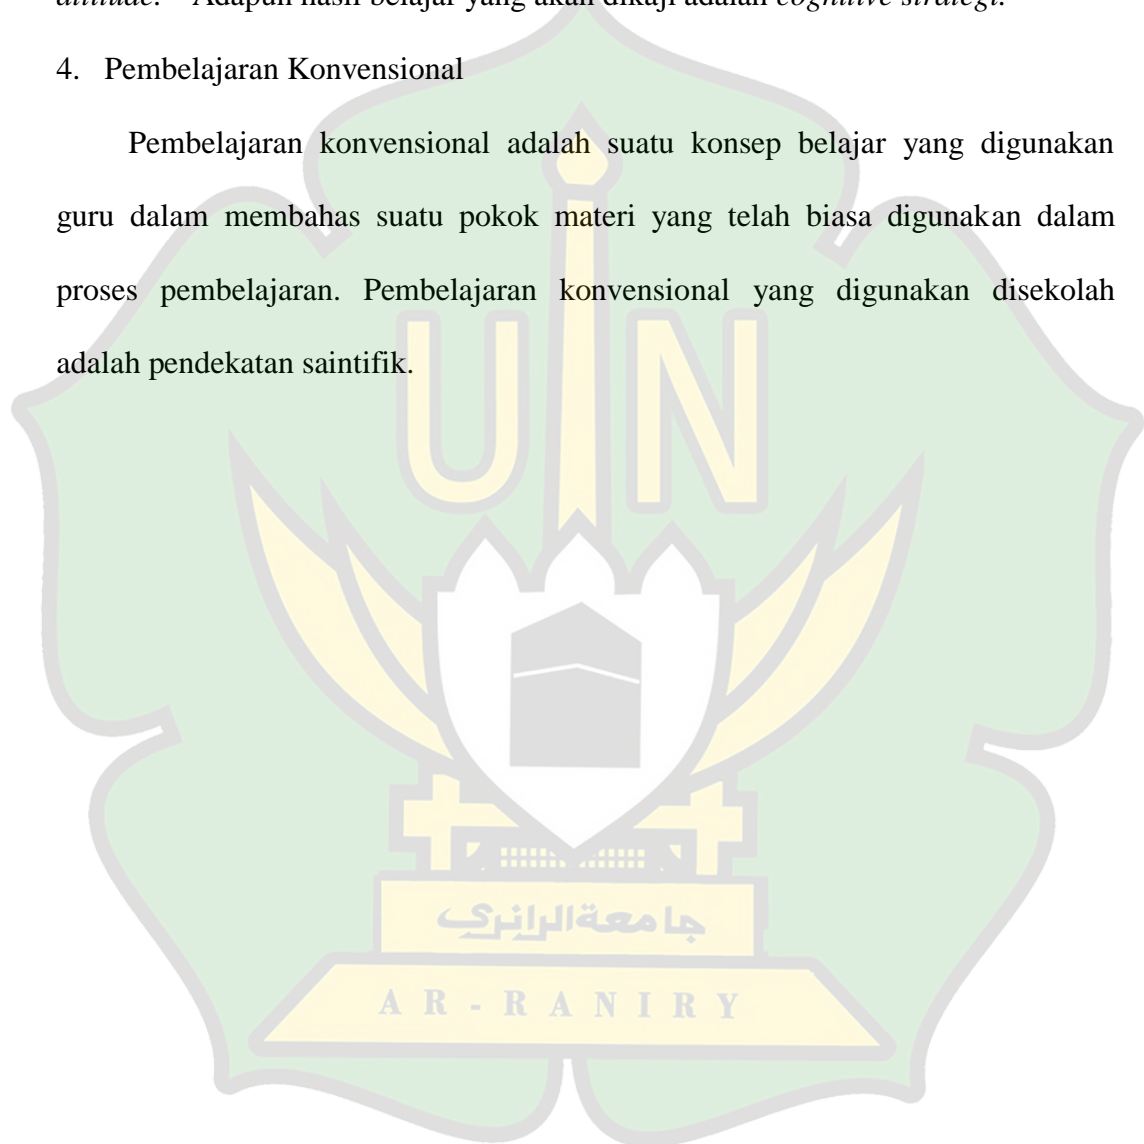 attitude. Adapun hasil belajar yang akan dikaji adalah cognitive strategi.
4. Pembelajaran Konvensional
Pembelajaran konvensional adalah suatu konsep belajar yang digunakan
guru dalam membahas suatu pokok materi yang telah biasa digunakan dalam
proses pembelajaran. Pembelajaran konvensional yang digunakan disekolah
adalah pendekatan saintifik.
UIN
جامعة الرانري
AR-RANIRY